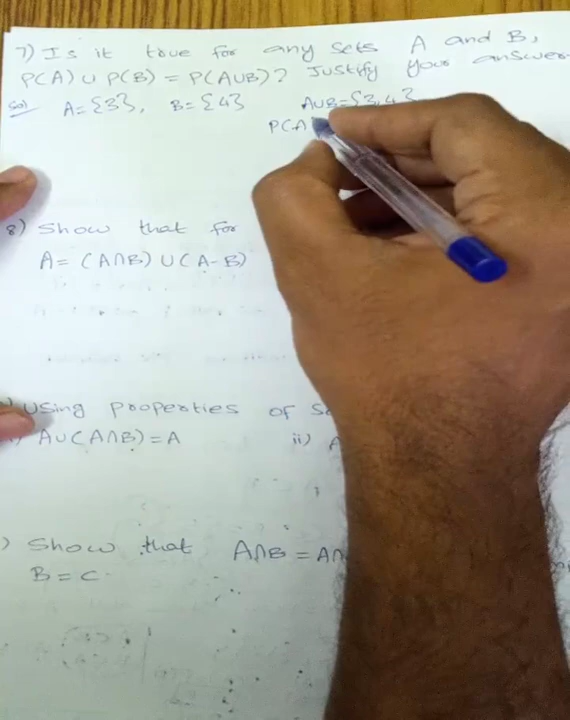 7) Is it true for any sets A and B,
P(A) ∪ P(B) = P(A∪B)? Justify your answer
Sol A={3}, B={4} A∪B={3,4}
P(A
8) Show that for
A= (A∩B) ∪ (A-B)
Using properties of
A∪(A∩B)=A ii) A
) Show that A∩B = A∩
B = C